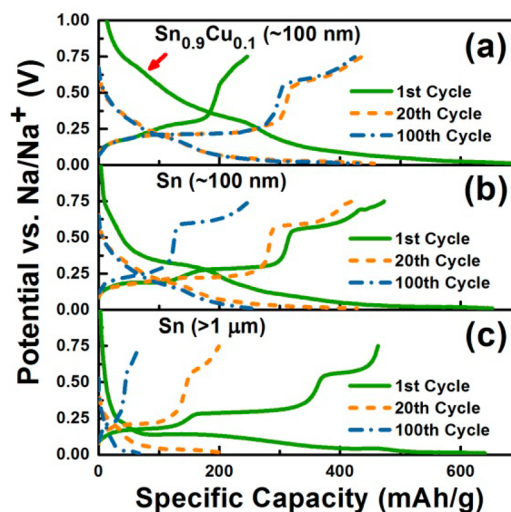 Potential vs. Na/Na+ (V)
1.00
0.75
0.50
0.25
0.00
Sn0.9Cu0.1 (~100 nm)
(a)
1st Cycle
20th Cycle
100th Cycle
0.75
0.50
0.25
0.00
Sn (~100 nm)
(b)
1st Cycle
20th Cycle
100th Cycle
0.75
0.50
0.25
0.00
Sn (>1 μm)
(c)
1st Cycle
20th Cycle
100th Cycle
0 200 400 600
Specific Capacity (mAh/g)